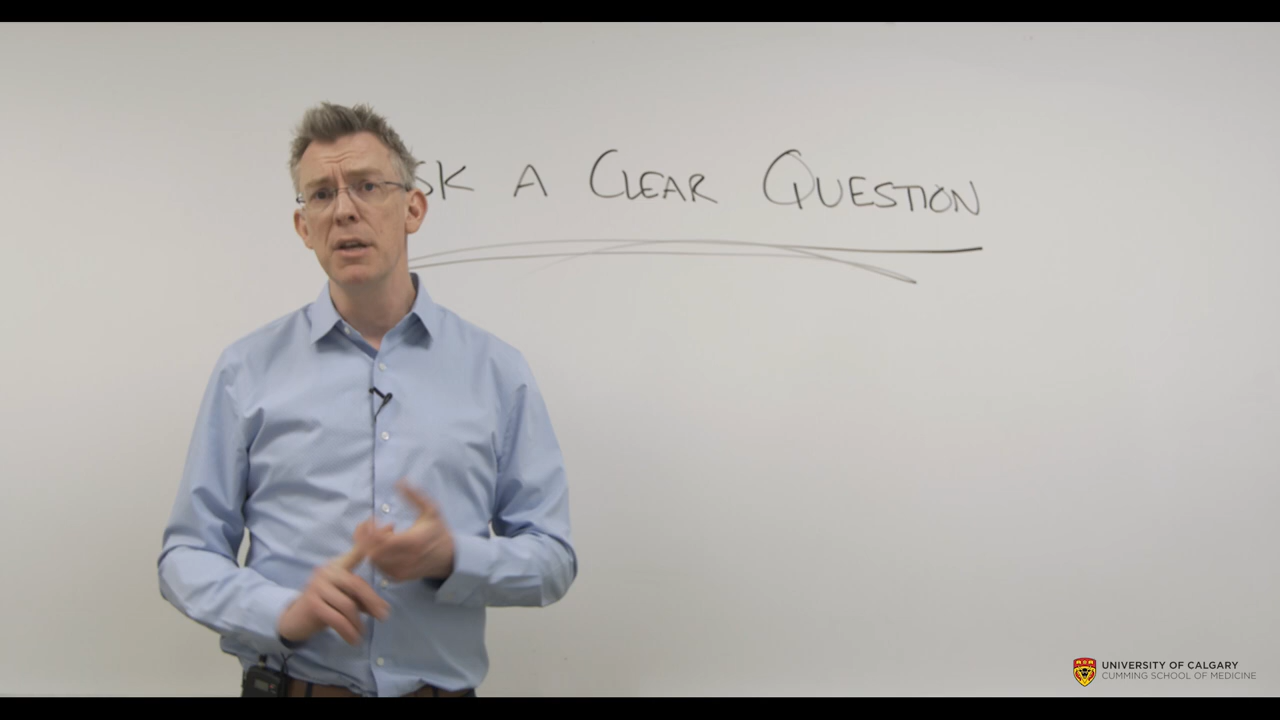 SK A CLEAR QUESTION
UNIVERSITY OF CALGARY
CUMMING SCHOOL OF MEDICINE